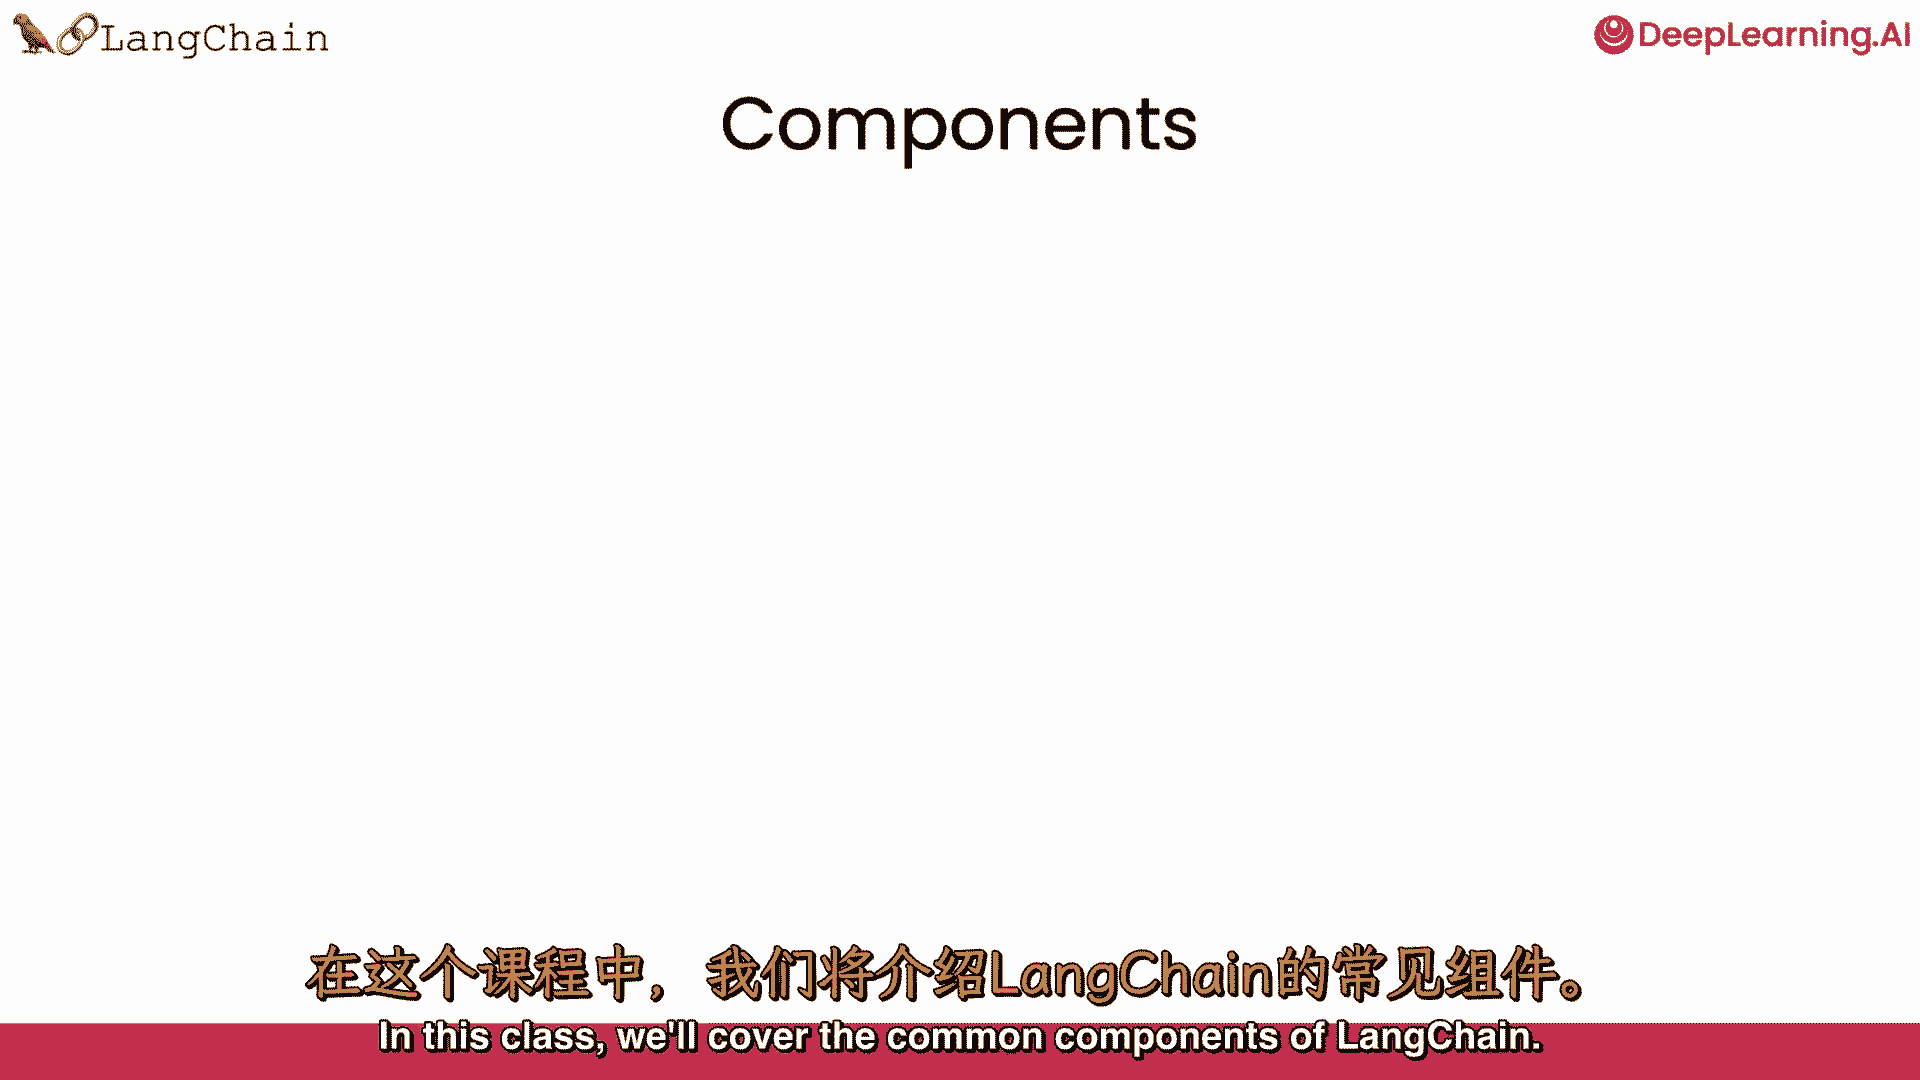 LangChain
DeepLearning.AI
Components
在这个课程中，我们将介绍LangChain的常见组件。
In this class, we'll cover the common components of LangChain.